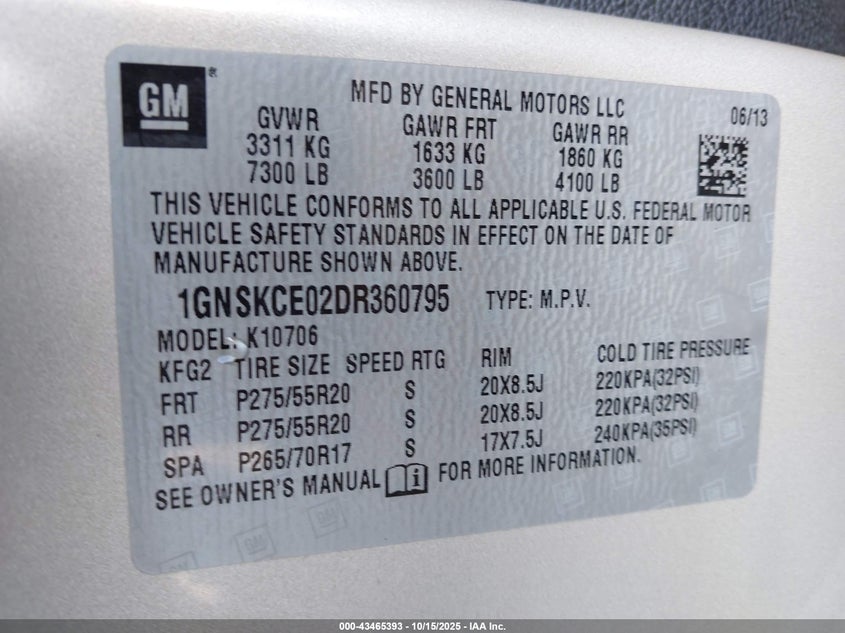 GM
MFD BY GENERAL MOTORS LLC
06/13
GVWR GAWR FRT GAWR RR
3311 KG 1633 KG 1860 KG
7300 LB 3600 LB 4100 LB
THIS VEHICLE CONFORMS TO ALL APPLICABLE U.S. FEDERAL MOTOR
VEHICLE SAFETY STANDARDS IN EFFECT ON THE DATE OF
MANUFACTURE SHOWN ABOVE.
1GNSKCE02DR360795 TYPE: M.P.V.
MODEL: K10706
KFG2 TIRE SIZE SPEED RTG RIM COLD TIRE PRESSURE
FRT P275/55R20 S 20X8.5J 220KPA(32PSI)
RR P275/55R20 S 20X8.5J 220KPA(32PSI)
SPA P265/70R17 S 17X7.5J 240KPA(35PSI)
SEE OWNER'S MANUAL FOR MORE INFORMATION.
000-43465393 - 10/15/2025 - IAA Inc.